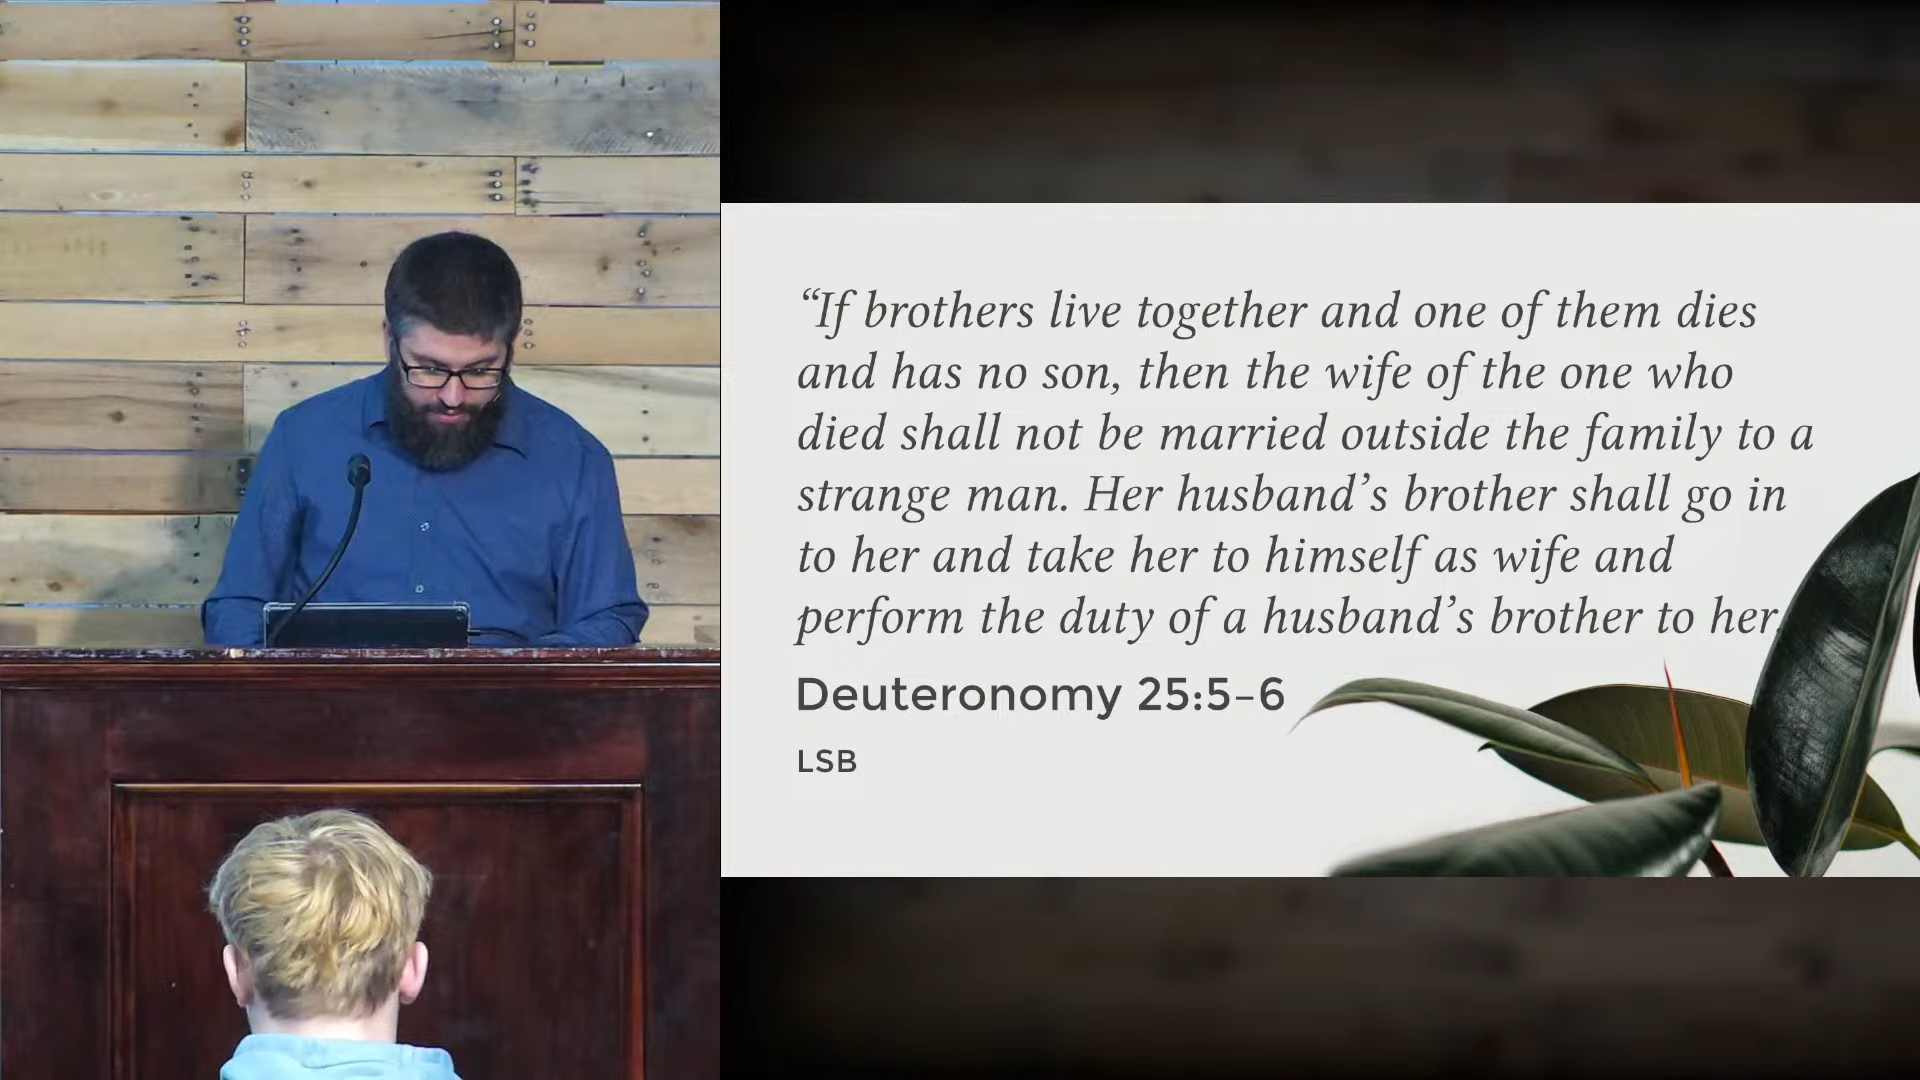 “If brothers live together and one of them dies
and has no son, then the wife of the one who
died shall not be married outside the family to a
strange man. Her husband’s brother shall go in
to her and take her to himself as wife and
perform the duty of a husband’s brother to her.
Deuteronomy 25:5–6
LSB